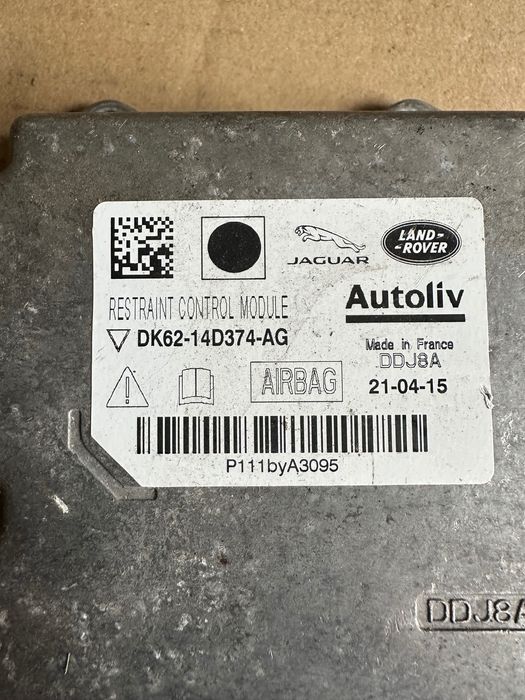 JAGUAR
LAND-
-ROVER
RESTRAINT CONTROL MODULE
DK62-14D374-AG
Autoliv
Made in France
DDJ8A
AIRBAG
21-04-15
P111byA3095
DDJ8A